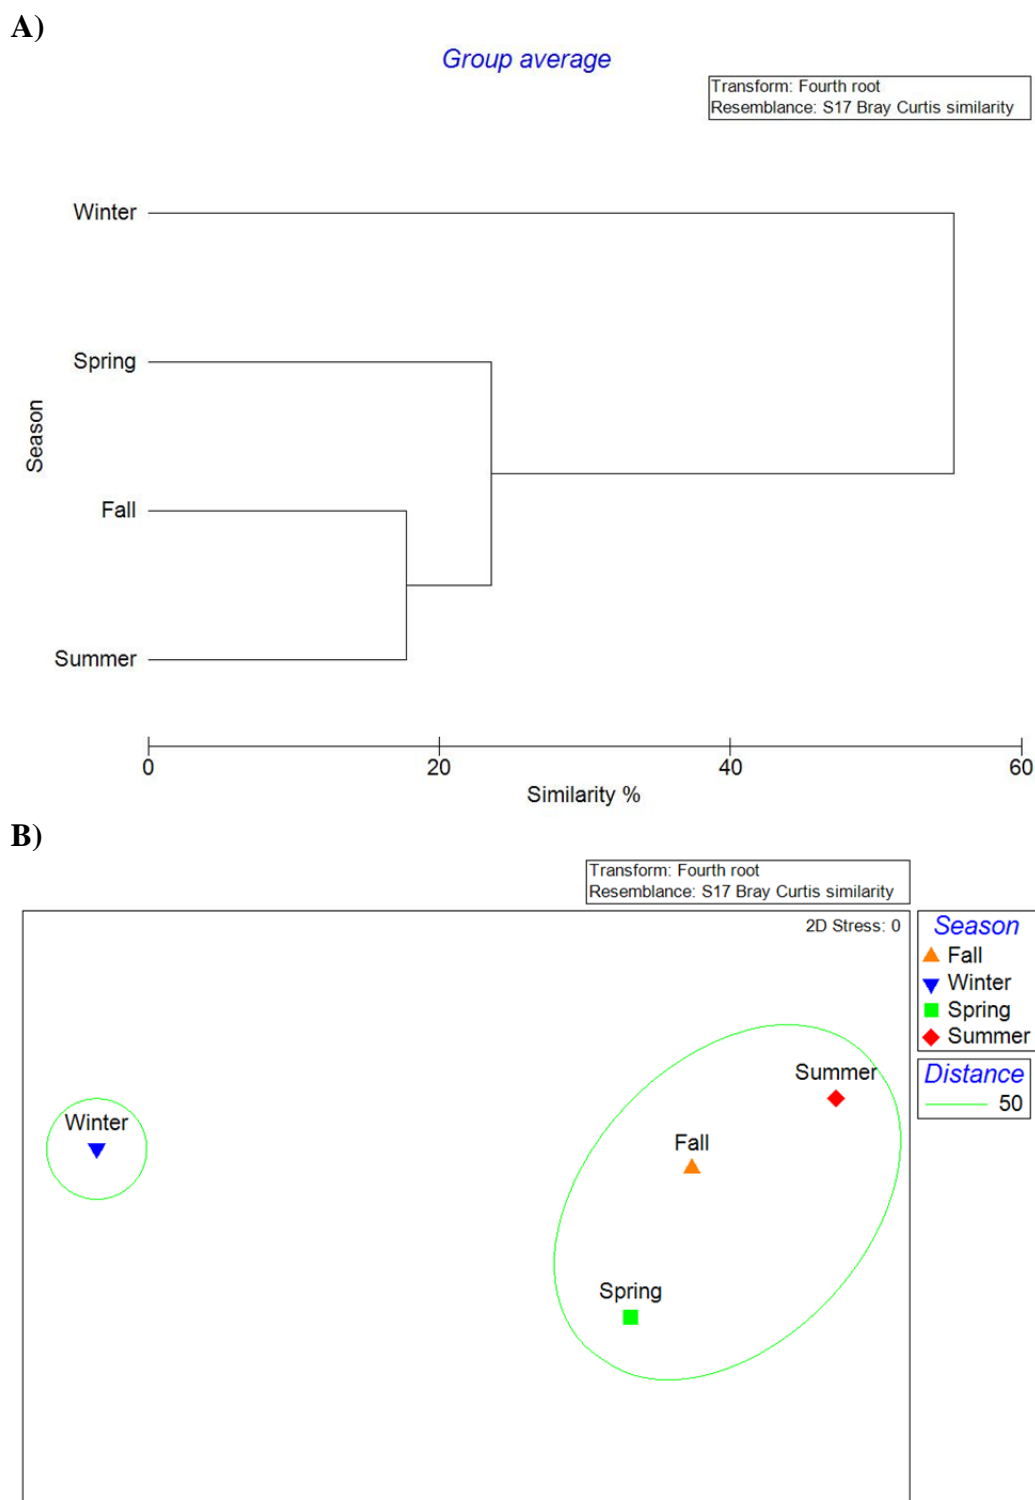 A)
Group average
Transform: Fourth root
Resemblance: S17 Bray Curtis similarity
Winter
Spring
Season
Fall
Summer
0 20 40 60
Similarity %
B)
Transform: Fourth root
Resemblance: S17 Bray Curtis similarity
2D Stress: 0
Season
Fall
Winter
Spring
Summer
Distance
50
Summer
Winter
Fall
Spring